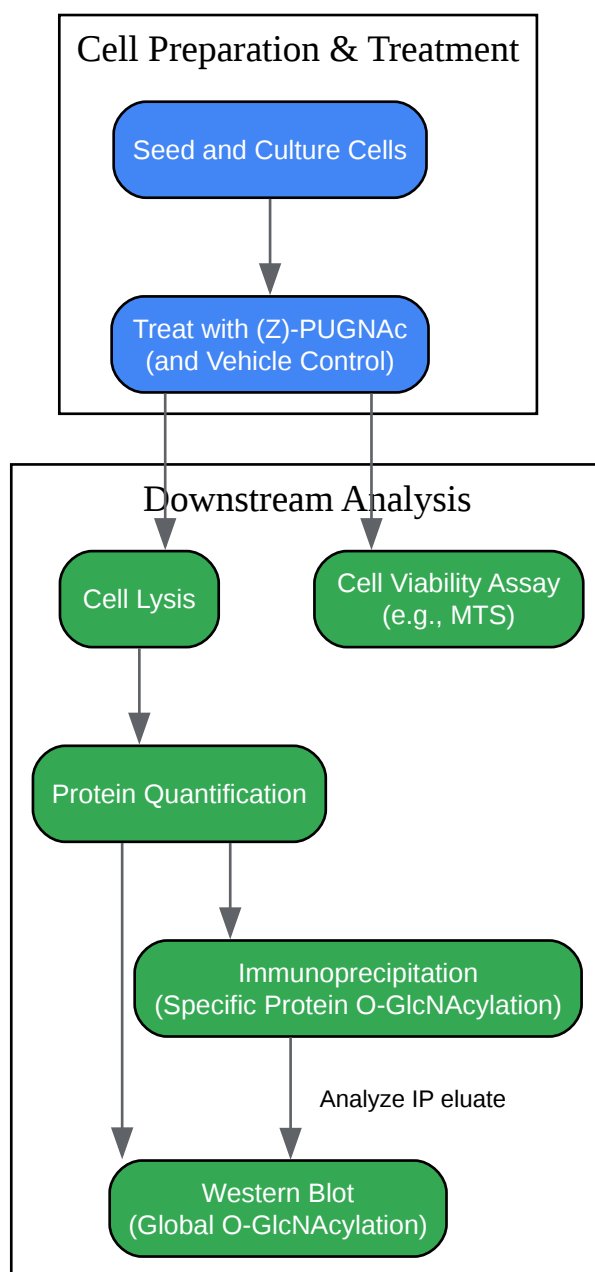 Cell Preparation & Treatment
Seed and Culture Cells
Treat with (Z)-PUGNAc
(and Vehicle Control)
Downstream Analysis
Cell Lysis
Cell Viability Assay
(e.g., MTS)
Protein Quantification
Immunoprecipitation
(Specific Protein O-GlcNAcylation)
Analyze IP eluate
Western Blot
(Global O-GlcNAcylation)